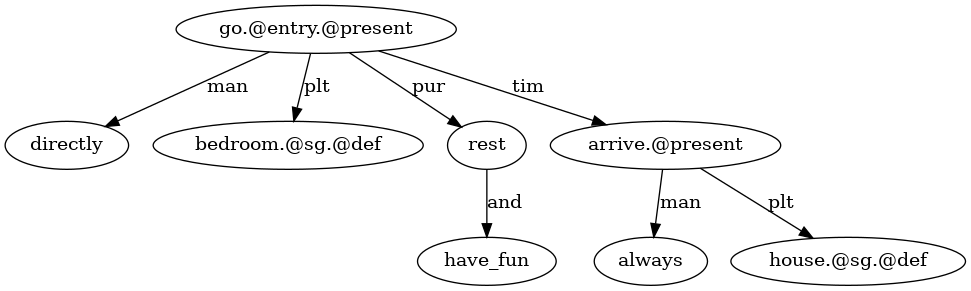 go.@entry.@present
man
plt
pur
tim
directly
bedroom.@sg.@def
rest
arrive.@present
and
man
plt
have_fun
always
house.@sg.@def